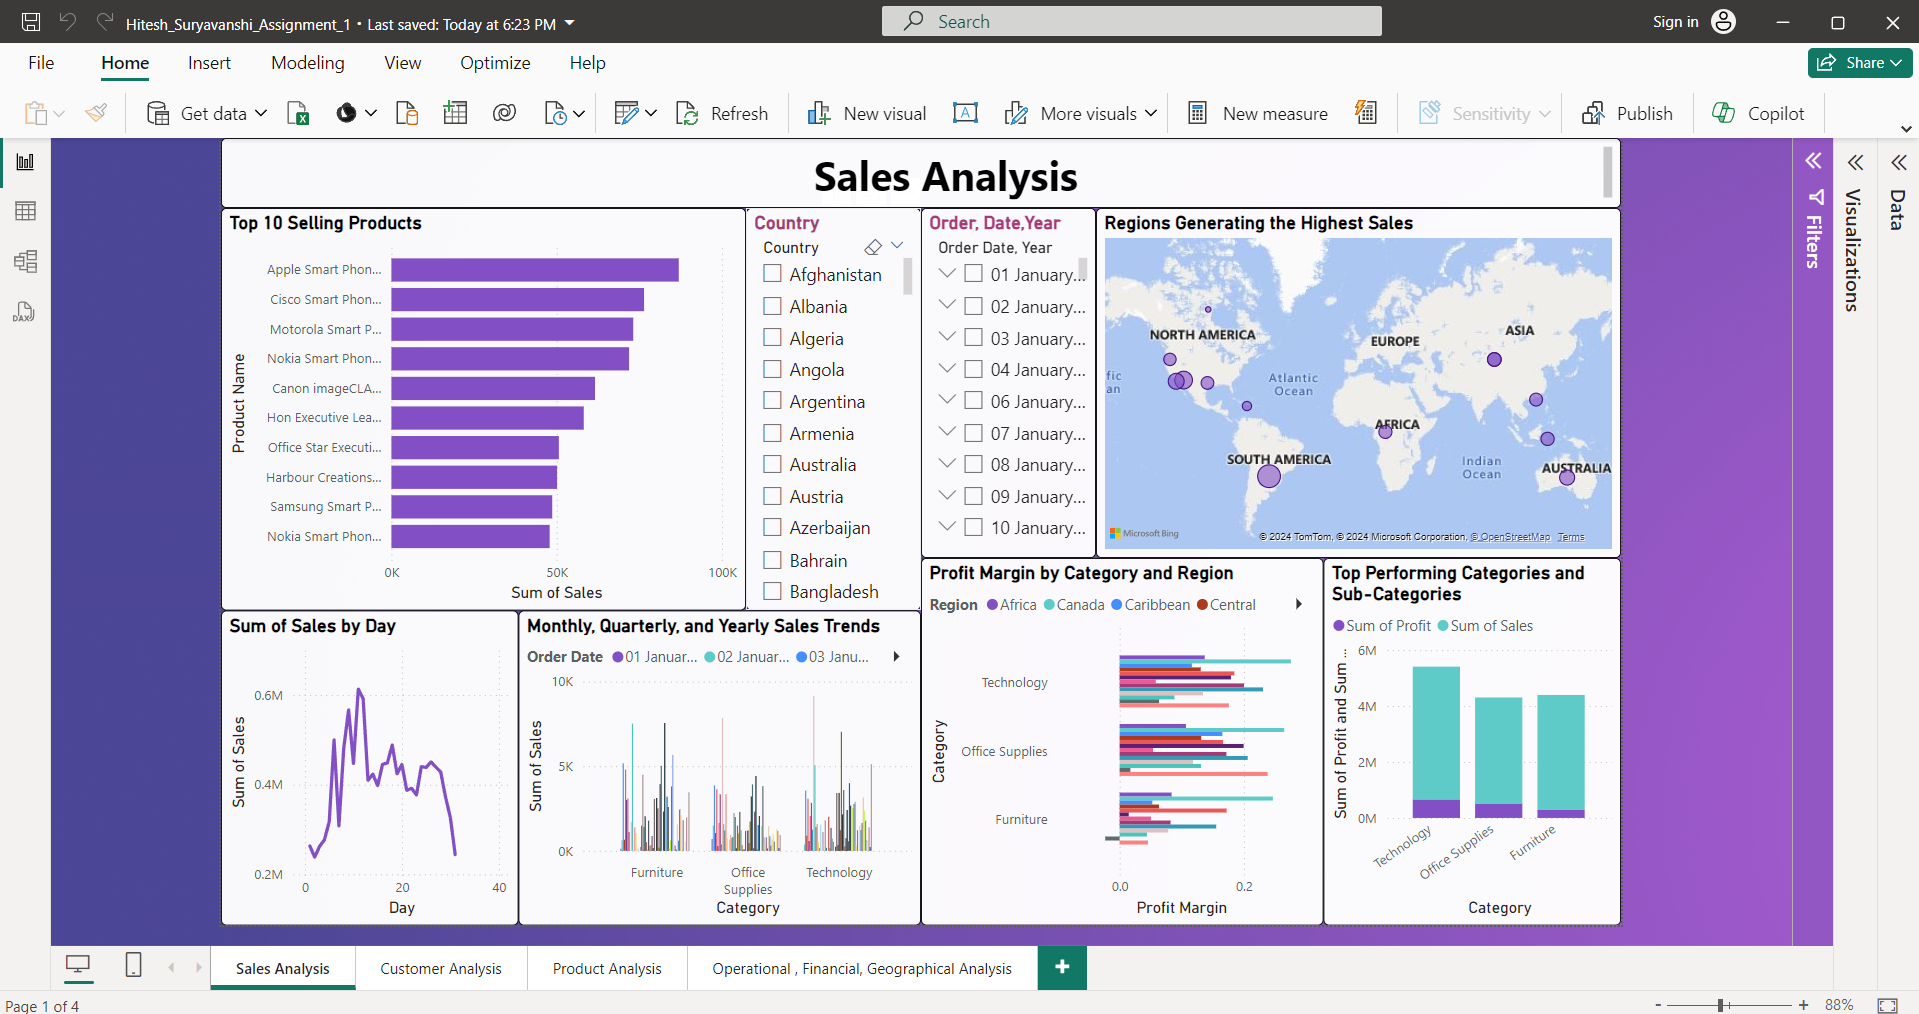 Hitesh_Suryavanshi_Assignment_1 • Last saved: Today at 6:23 PM
Search
Sign in
File Home Insert Modeling View Optimize Help
Share
Get data
Refresh
New visual
A
More visuals
New measure
Sensitivity
Publish
Copilot
DAX
Sales Analysis
Top 10 Selling Products
Product Name
Apple Smart Phon...
Cisco Smart Phon...
Motorola Smart P...
Nokia Smart Phon...
Canon imageCLA...
Hon Executive Lea...
Office Star Executi...
Harbour Creations...
Samsung Smart P...
Nokia Smart Phon...
0K 50K 100K
Sum of Sales
Country
Country
Afghanistan
Albania
Algeria
Angola
Argentina
Armenia
Australia
Austria
Azerbaijan
Bahrain
Bangladesh
Order, Date,Year
Order Date, Year
01 January...
02 January...
03 January...
04 January...
06 January...
07 January...
08 January...
09 January...
10 January...
Regions Generating the Highest Sales
NORTH AMERICA
EUROPE
ASIA
fic
an
Atlantic
Ocean
AFRICA
SOUTH AMERICA
Indian
Ocean
AUSTRALIA
Microsoft Bing
© 2024 TomTom, © 2024 Microsoft Corporation, © OpenStreetMap Terms
Sum of Sales by Day
Sum of Sales
0.6M
0.4M
0.2M
0 20 40
Day
Monthly, Quarterly, and Yearly Sales Trends
Order Date 01 Januar... 02 Januar... 03 Janu...
Sum of Sales
10K
5K
0K
Furniture
Office
Supplies
Technology
Category
Profit Margin by Category and Region
Region Africa Canada Caribbean Central
Category
Technology
Office Supplies
Furniture
0.0 0.2
Profit Margin
Top Performing Categories and
Sub-Categories
Sum of Profit Sum of Sales
Sum of Profit and Sum ...
6M
4M
2M
0M
Technology
Office Supplies
Furniture
Category
Filters
Visualizations
Data
Sales Analysis
Customer Analysis
Product Analysis
Operational , Financial, Geographical Analysis
+
Page 1 of 4
- + 88%